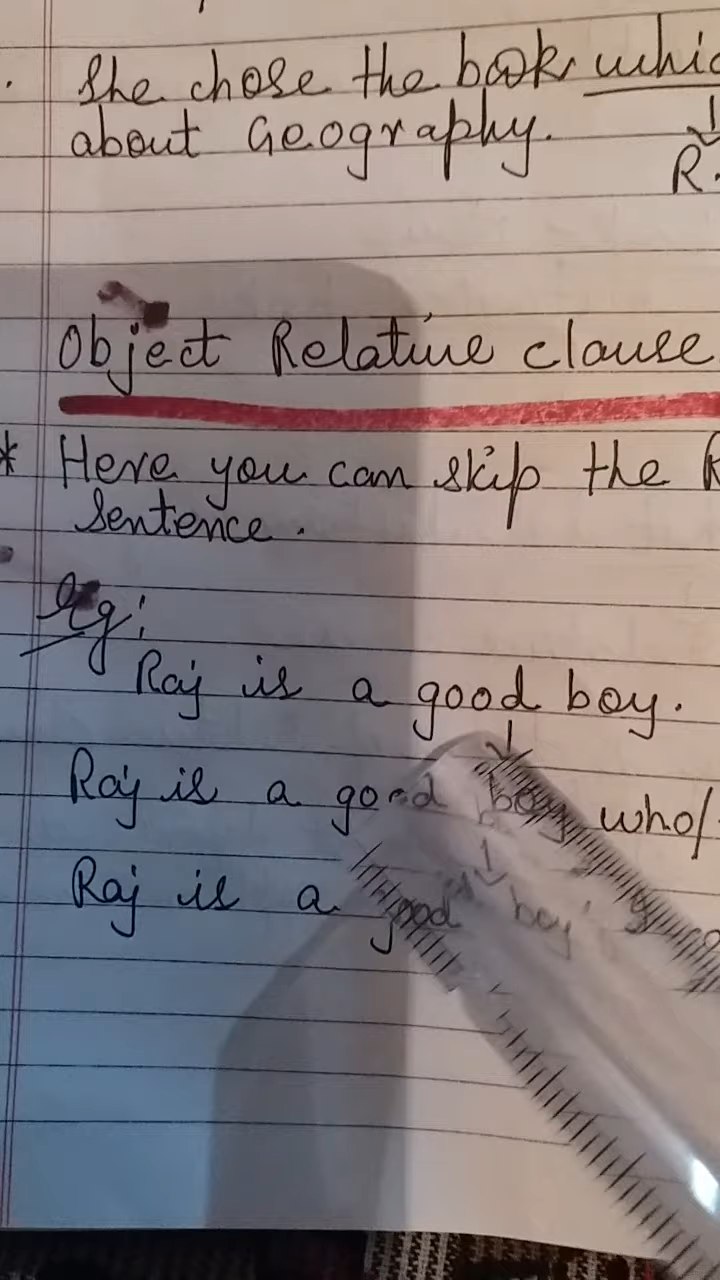 She chose the book, whic
about Geography.
R.
Object Relative clause
* Here you can skip the R
sentence.
Eg:
Raj is a good boy.
Raj is a good boy who/
Raj is a good boy